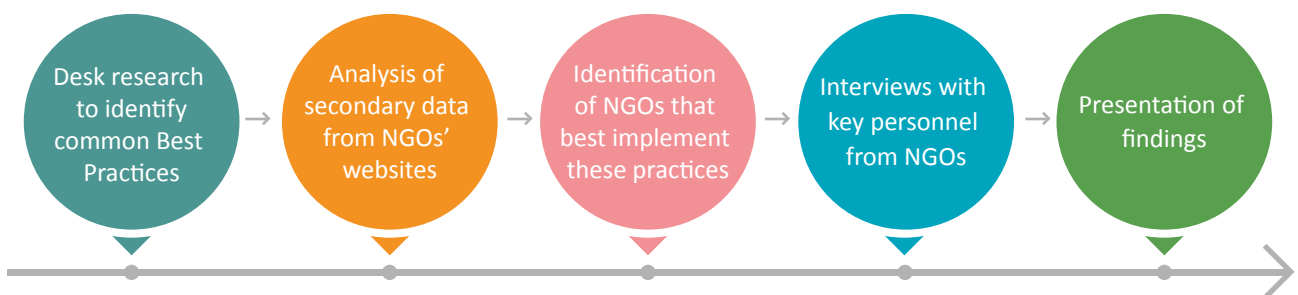 Desk research
to identify
common Best
Practices
Analysis of
secondary data
from NGOs’
websites
Identification
of NGOs that
best implement
these practices
Interviews with
key personnel
from NGOs
Presentation of
findings